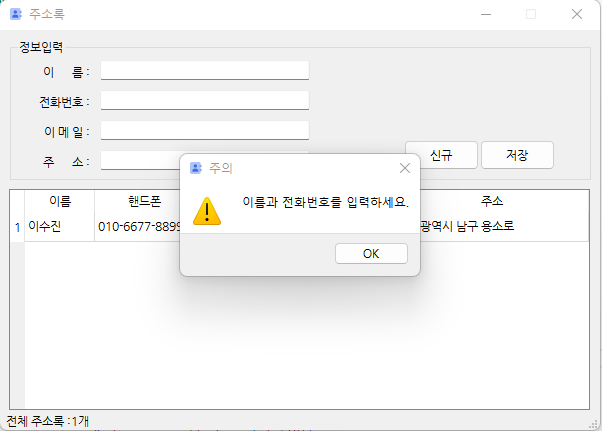 주소록
정보입력
이 름 :
전화번호 :
이 메 일 :
주 소 :
신규
저장
주의
이름과 전화번호를 입력하세요.
OK
이름
핸드폰
주소
1
이수진
010-6677-8899
광역시 남구 용소로
전체 주소록 :1개